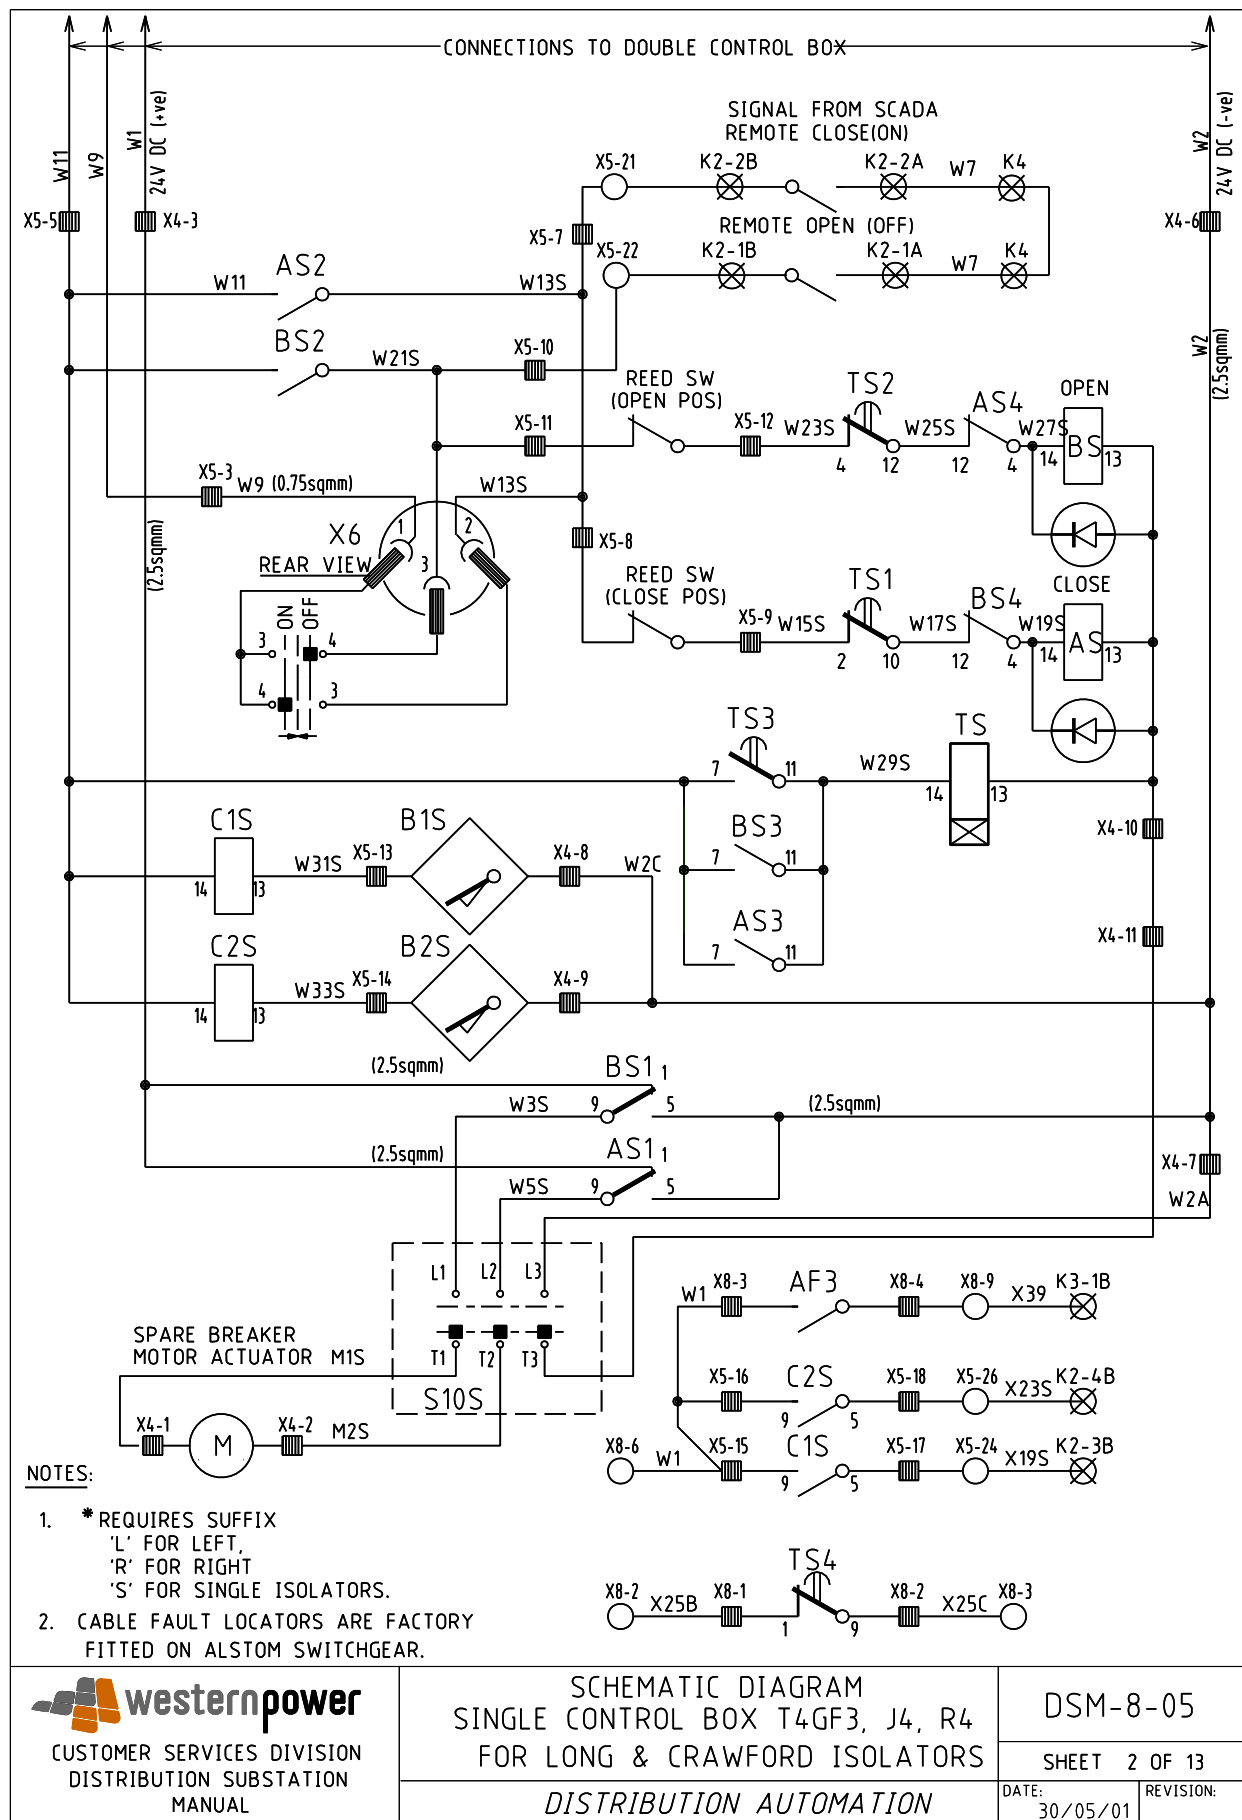 CONNECTIONS TO DOUBLE CONTROL BOX
W11
W9
W1
24V DC (+ve)
W2
24V DC (-ve)
SIGNAL FROM SCADA
REMOTE CLOSE(ON)
X5-21
K2-2B
K2-2A
W7
K4
X5-5
X4-3
X5-7
REMOTE OPEN (OFF)
X4-6
X5-22
K2-1B
K2-1A
W7
K4
AS2
W11
W13S
BS2
W21S
X5-10
W2
(2.5sqmm)
REED SW
(OPEN POS)
TS2
AS4
OPEN
X5-11
X5-12
W23S
W25S
W27S
BS
4
12
12
4
14
13
X5-3
W9 (0.75sqmm)
W13S
(2.5sqmm)
X6
REAR VIEW
1
2
3
X5-8
REED SW
(CLOSE POS)
TS1
BS4
CLOSE
X5-9
W15S
W17S
W19S
AS
2
10
12
4
14
13
ON
OFF
3
4
4
3
TS3
TS
7
11
W29S
14
13
C1S
B1S
BS3
X4-10
W31S
X5-13
X4-8
W2C
7
11
14
13
AS3
X4-11
C2S
B2S
7
11
W33S
X5-14
X4-9
14
13
(2.5sqmm)
BS1
1
W3S
9
5
(2.5sqmm)
(2.5sqmm)
AS1
1
X4-7
W5S
9
5
W2A
L1
L2
L3
W1
X8-3
AF3
X8-4
X8-9
X39
K3-1B
SPARE BREAKER
MOTOR ACTUATOR M1S
T1
T2
T3
S10S
X5-16
C2S
X5-18
X5-26
X23S
K2-4B
9
5
X4-1
M
X4-2
M2S
X8-6
W1
X5-15
C1S
X5-17
X5-24
X19S
K2-3B
9
5
NOTES:
1. * REQUIRES SUFFIX
'L' FOR LEFT,
'R' FOR RIGHT
'S' FOR SINGLE ISOLATORS.
2. CABLE FAULT LOCATORS ARE FACTORY
FITTED ON ALSTOM SWITCHGEAR.
TS4
X8-2
X25B
X8-1
X8-2
X25C
X8-3
1
9
westernpower
CUSTOMER SERVICES DIVISION
DISTRIBUTION SUBSTATION
MANUAL
SCHEMATIC DIAGRAM
SINGLE CONTROL BOX T4GF3, J4, R4
FOR LONG & CRAWFORD ISOLATORS
DISTRIBUTION AUTOMATION
DSM-8-05
SHEET 2 OF 13
DATE:
30/05/01
REVISION: